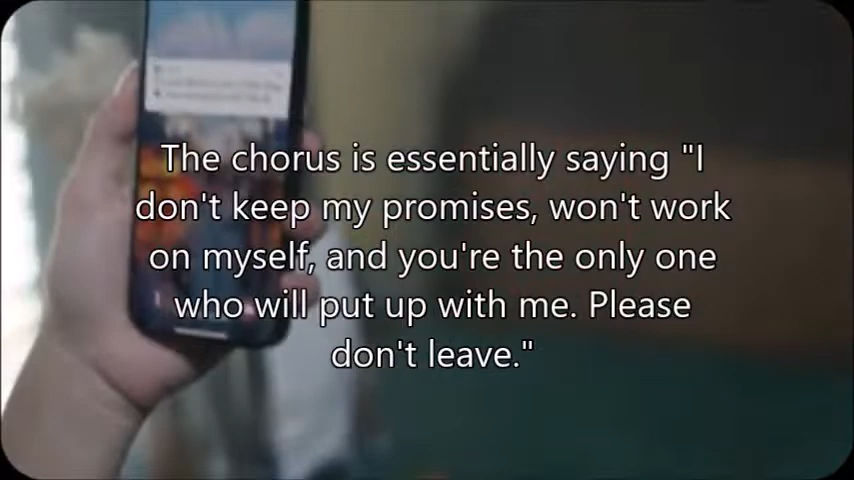 The chorus is essentially saying "I
don't keep my promises, won't work
on myself, and you're the only one
who will put up with me. Please
don't leave."